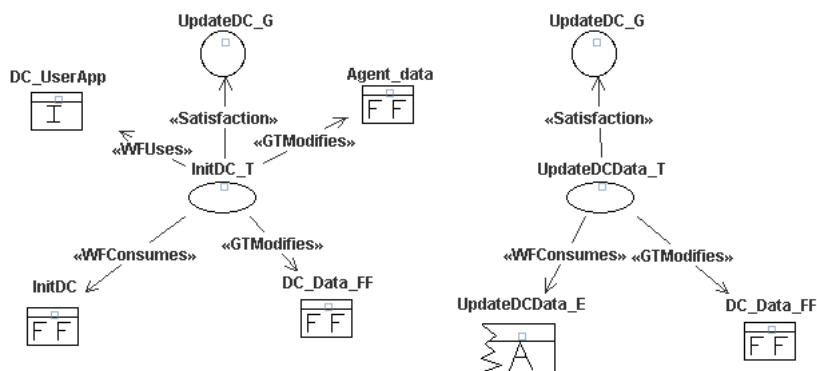 UpdateDC_G
UpdateDC_G
DC_UserApp
Agent_data
I
F F
«Satisfaction»
«Satisfaction»
«WFUses»
«GTModifies»
InitDC_T
UpdateDCData_T
«GTModifies»
«WFConsumes»
«WFConsumes»
«GTModifies»
InitDC
DC_Data_FF
UpdateDCData_E
DC_Data_FF
F F
F F
A
F F